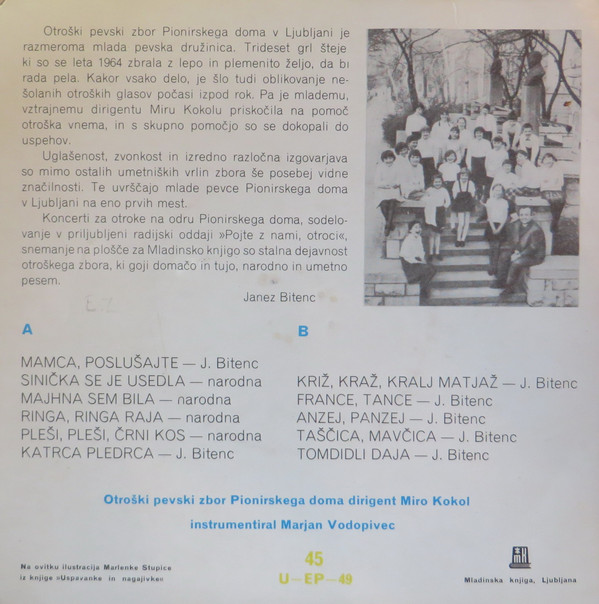 Otroški pevski zbor Pionirskega doma v Ljubljani je
razmeroma mlada pevska družinica. Trideset grl šteje,
ki so se leta 1964 zbrala z lepo in plemenito željo, da bi
rada pela. Kakor vsako delo, je šlo tudi oblikovanje ne-
šolanih otroških glasov počasi izpod rok. Pa je mlademu,
vztrajnemu dirigentu Miru Kokolu priskočila na pomoč
otroška vnema, in s skupno pomočjo so se dokopali do
uspehov.
Uglašenost, zvonkost in izredno razločna izgovarjava
so mimo ostalih umetniških vrlin zbora še posebej vidne
značilnosti. Te uvrščajo mlade pevce Pionirskega doma
v Ljubljani na eno prvih mest.
Koncerti za otroke na odru Pionirskega doma, sodelo-
vanje v priljubljeni radijski oddaji »Pojte z nami, otroci«,
snemanje na plošče za Mladinsko knjigo so stalna dejavnost
otroškega zbora, ki goji domačo in tujo, narodno in umetno
pesem.
Janez Bitenc
A
MAMCA, POSLUŠAJTE — J. Bitenc
SINIČKA SE JE USEDLA — narodna
MAJHNA SEM BILA — narodna
RINGA, RINGA RAJA — narodna
PLEŠI, PLEŠI, ČRNI KOS — narodna
KATRCA PLEDRCA — J. Bitenc
B
KRIŽ, KRAŽ, KRALJ MATJAŽ — J. Bitenc
FRANCE, TANCE — J. Bitenc
ANZEJ, PANZEJ — J. Bitenc
TAŠČICA, MAVČICA — J. Bitenc
TOMDIDLI DAJA — J. Bitenc
Otroški pevski zbor Pionirskega doma dirigent Miro Kokol
instrumentiral Marjan Vodopivec
Na ovitku ilustracija Marlenke Stupice
iz knjige »Uspavanke in nagajivke«
45
U—EP—49
mk
Mladinska knjiga, Ljubljana